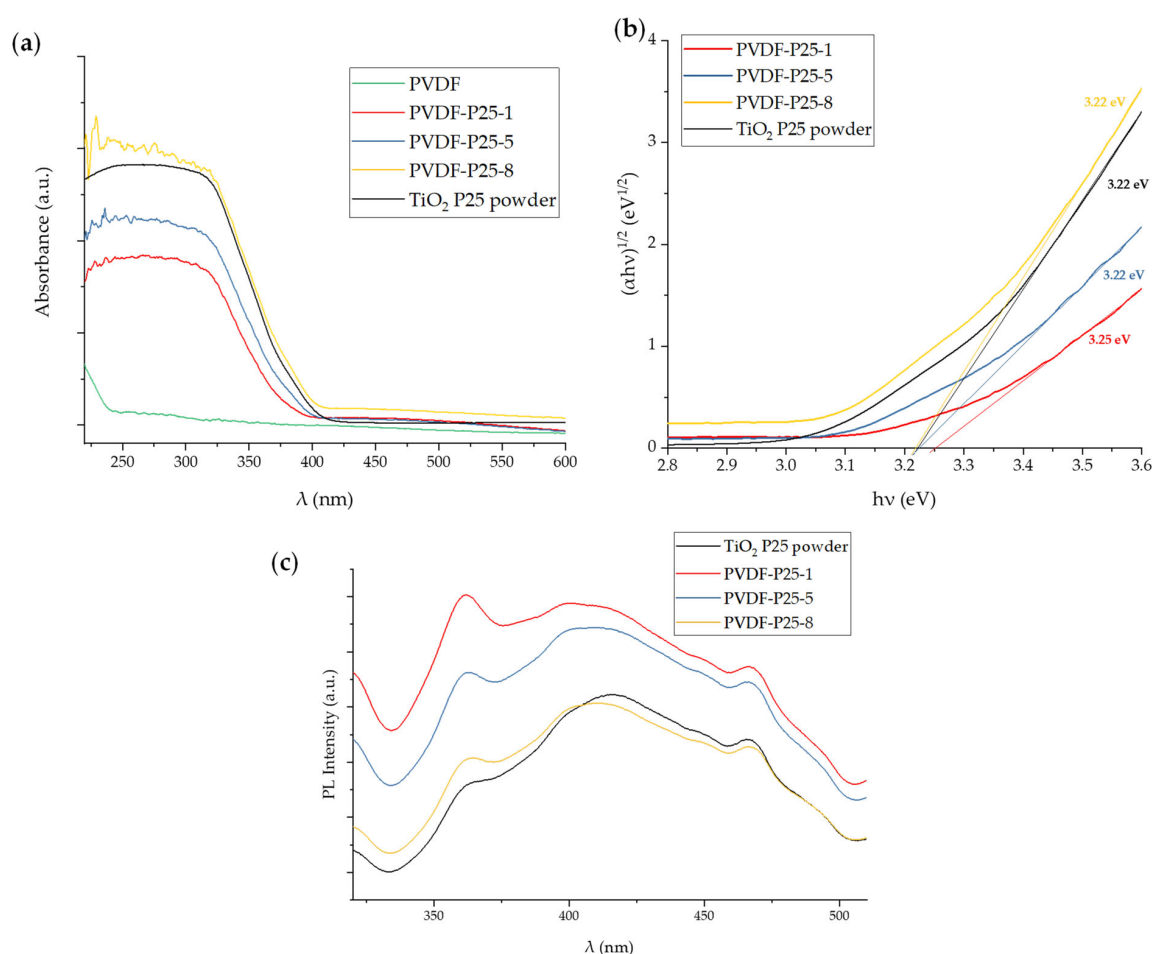 (a)
PVDF
PVDF-P25-1
PVDF-P25-5
PVDF-P25-8
TiO₂ P25 powder
Absorbance (a.u.)
250 300 350 400 450 500 550 600
λ (nm)
(b)
PVDF-P25-1
PVDF-P25-5
PVDF-P25-8
TiO₂ P25 powder
3.22 eV
3.22 eV
3.22 eV
3.25 eV
(αhν)^1/2 (eV^1/2)
4
3
2
1
0
2.8 2.9 3.0 3.1 3.2 3.3 3.4 3.5 3.6
hν (eV)
(c)
TiO₂ P25 powder
PVDF-P25-1
PVDF-P25-5
PVDF-P25-8
PL Intensity (a.u.)
350 400 450 500
λ (nm)